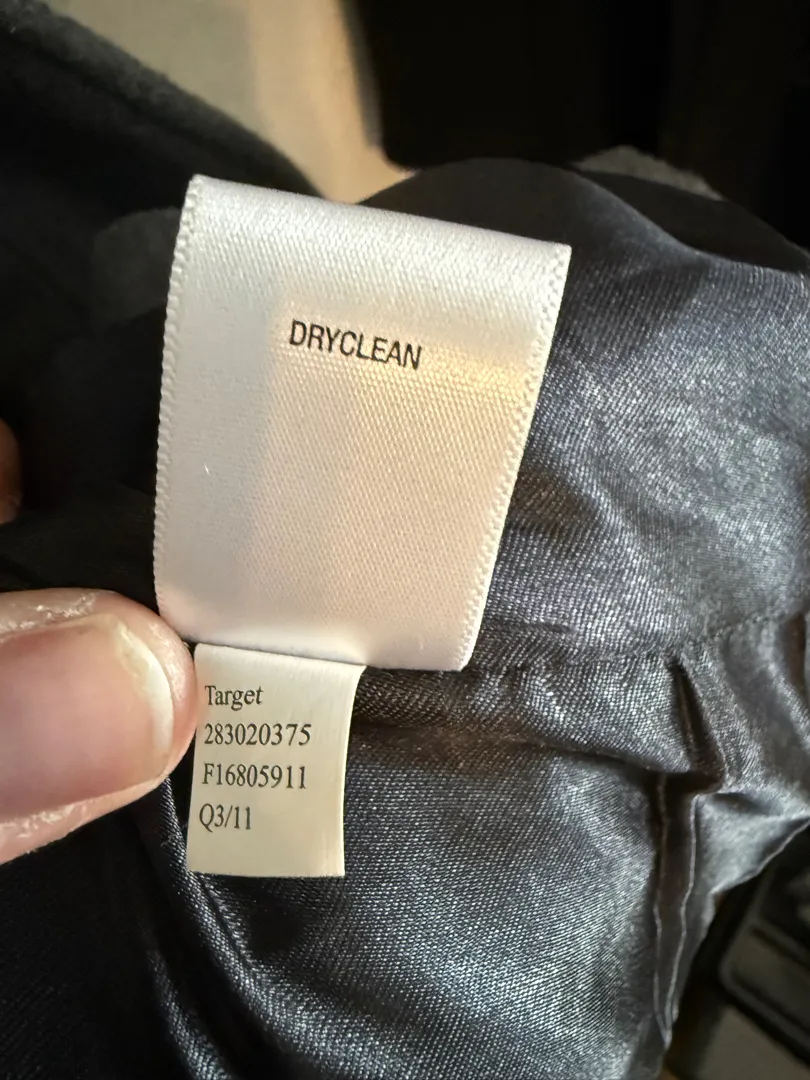 DRYCLEAN
Target
283020375
F16805911
Q3/11